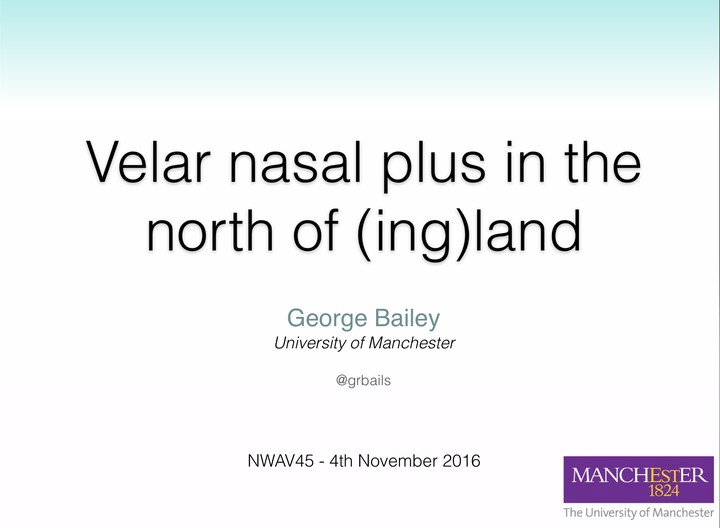 Velar nasal plus in the
north of (ing)land
George Bailey
University of Manchester
@grbails
NWAV45 - 4th November 2016
MANCHEStER
1824
The University of Manchester